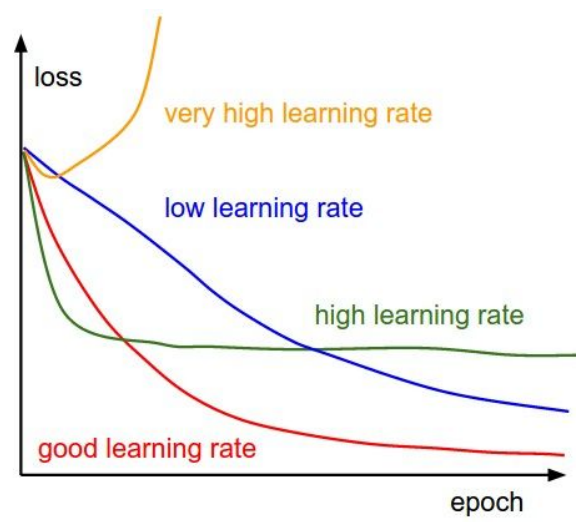 loss
very high learning rate
low learning rate
high learning rate
good learning rate
epoch